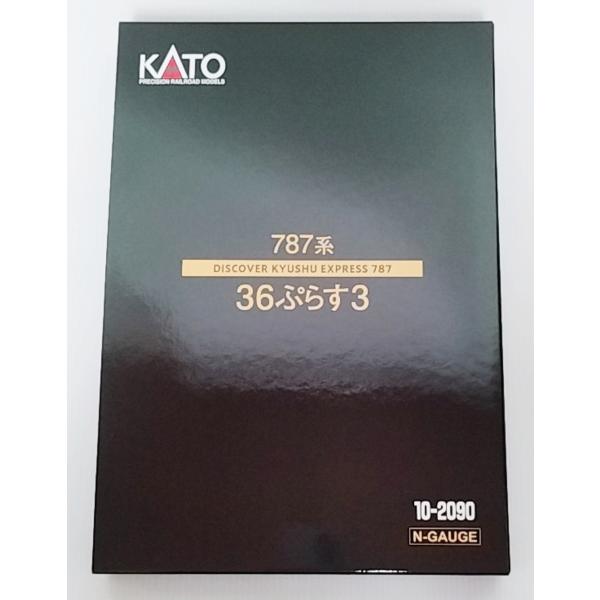 KATO
PRECISION RAILROAD MODELS
787系
DISCOVER KYUSHU EXPRESS 787
36ぷらす3
10-2090
N-GAUGE